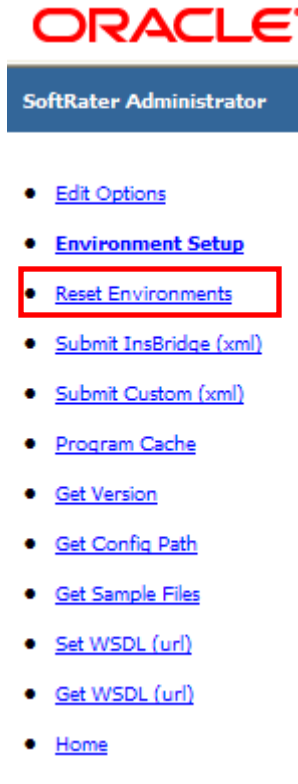 ORACLE
SoftRater Administrator
Edit Options
Environment Setup
Reset Environments
Submit InsBridge (xml)
Submit Custom (xml)
Program Cache
Get Version
Get Config Path
Get Sample Files
Set WSDL (url)
Get WSDL (url)
Home